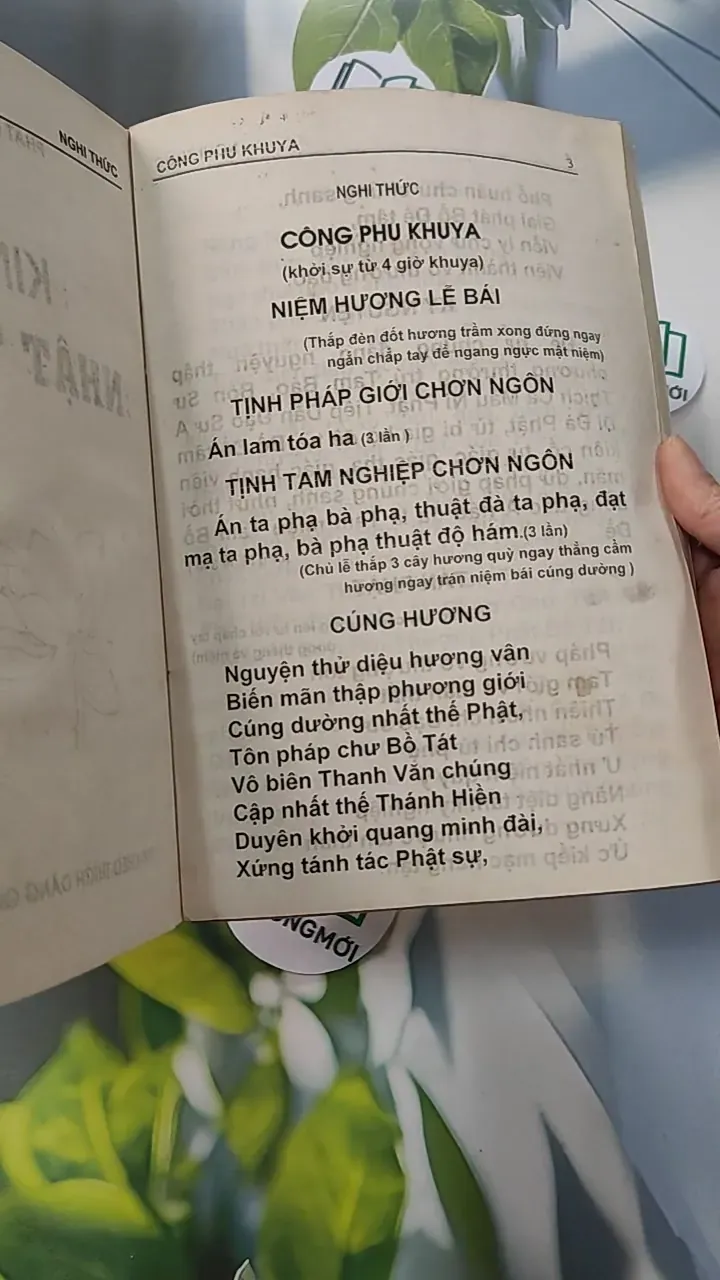 NGHI THỨC
CÔNG PHU KHUYA 3
NGHI THỨC
CÔNG PHU KHUYA
(khởi sự từ 4 giờ khuya)
NIỆM HƯƠNG LỄ BÁI
(Thắp đèn đốt hương trầm xong đứng ngay
ngắn chắp tay để ngang ngực mật niệm)
TỊNH PHÁP GIỚI CHƠN NGÔN
Án lam tóa ha (3 lần )
TỊNH TAM NGHIỆP CHƠN NGÔN
Án ta phạ bà phạ, thuật đà ta phạ, đạt
mạ ta phạ, bà phạ thuật độ hám.(3 lần)
(Chủ lễ thắp 3 cây hương quỳ ngay thẳng cầm
hương ngay trán niệm bái cúng dường )
CÚNG HƯƠNG
Nguyện thử diệu hương vân
Biến mãn thập phương giới
Cúng dường nhất thế Phật,
Tôn pháp chư Bồ Tát
Vô biên Thanh Văn chúng
Cập nhất thế Thánh Hiền
Duyên khởi quang minh đài,
Xứng tánh tác Phật sự,
NGMỚI